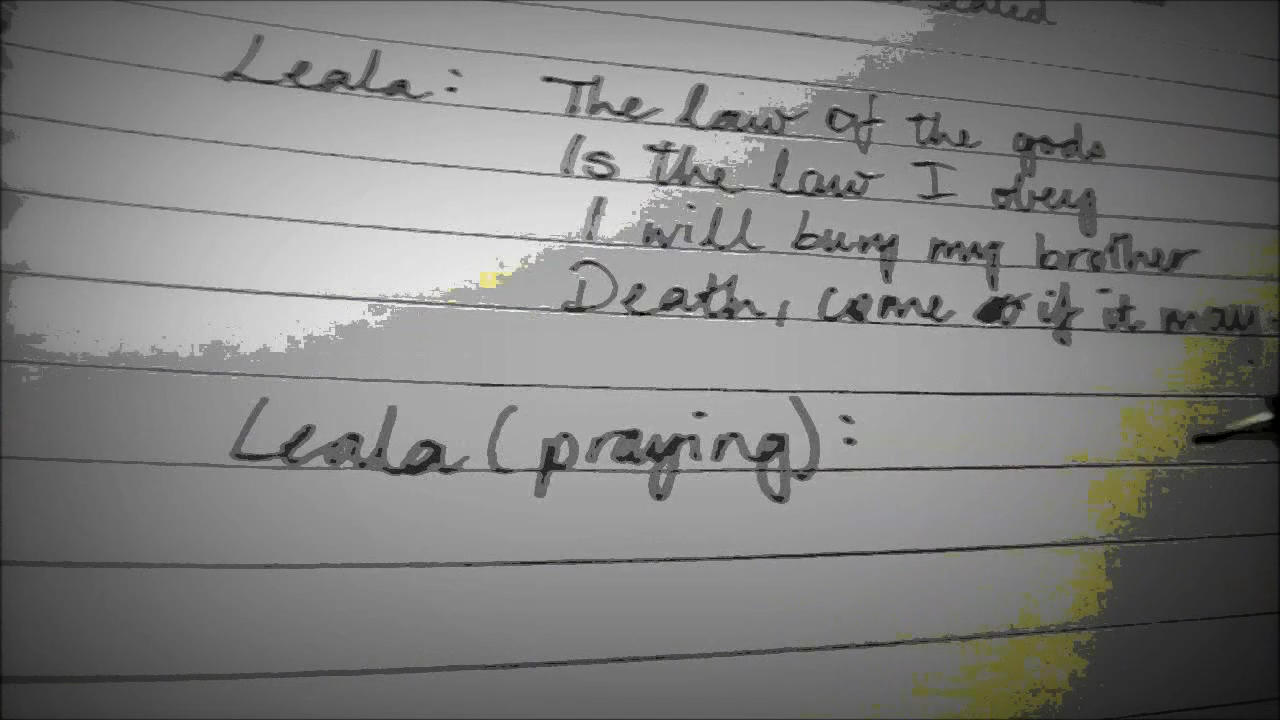 Leala: The law of the gods
Is the law I obey
I will bury my brother
Death, come if it may
Leala (praying):